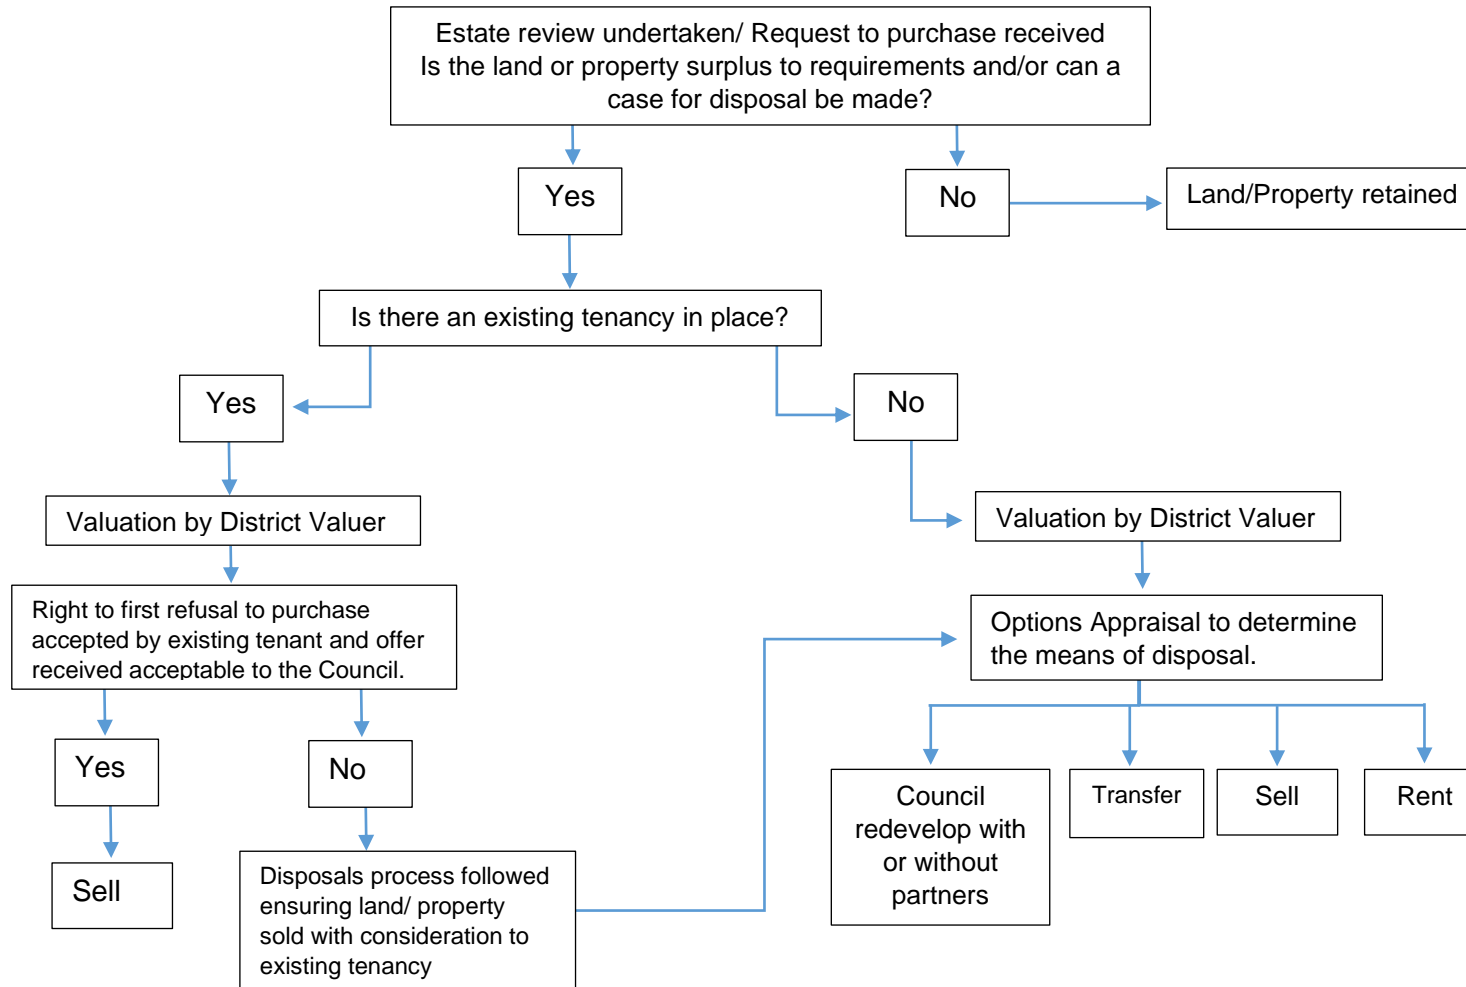 Estate review undertaken/ Request to purchase received
Is the land or property surplus to requirements and/or can a
case for disposal be made?
Yes
No
Land/Property retained
Is there an existing tenancy in place?
Yes
No
Valuation by District Valuer
Valuation by District Valuer
Right to first refusal to purchase
accepted by existing tenant and offer
received acceptable to the Council.
Options Appraisal to determine
the means of disposal.
Yes
No
Council
redevelop with
or without
partners
Transfer
Sell
Rent
Sell
Disposals process followed
ensuring land/ property
sold with consideration to
existing tenancy